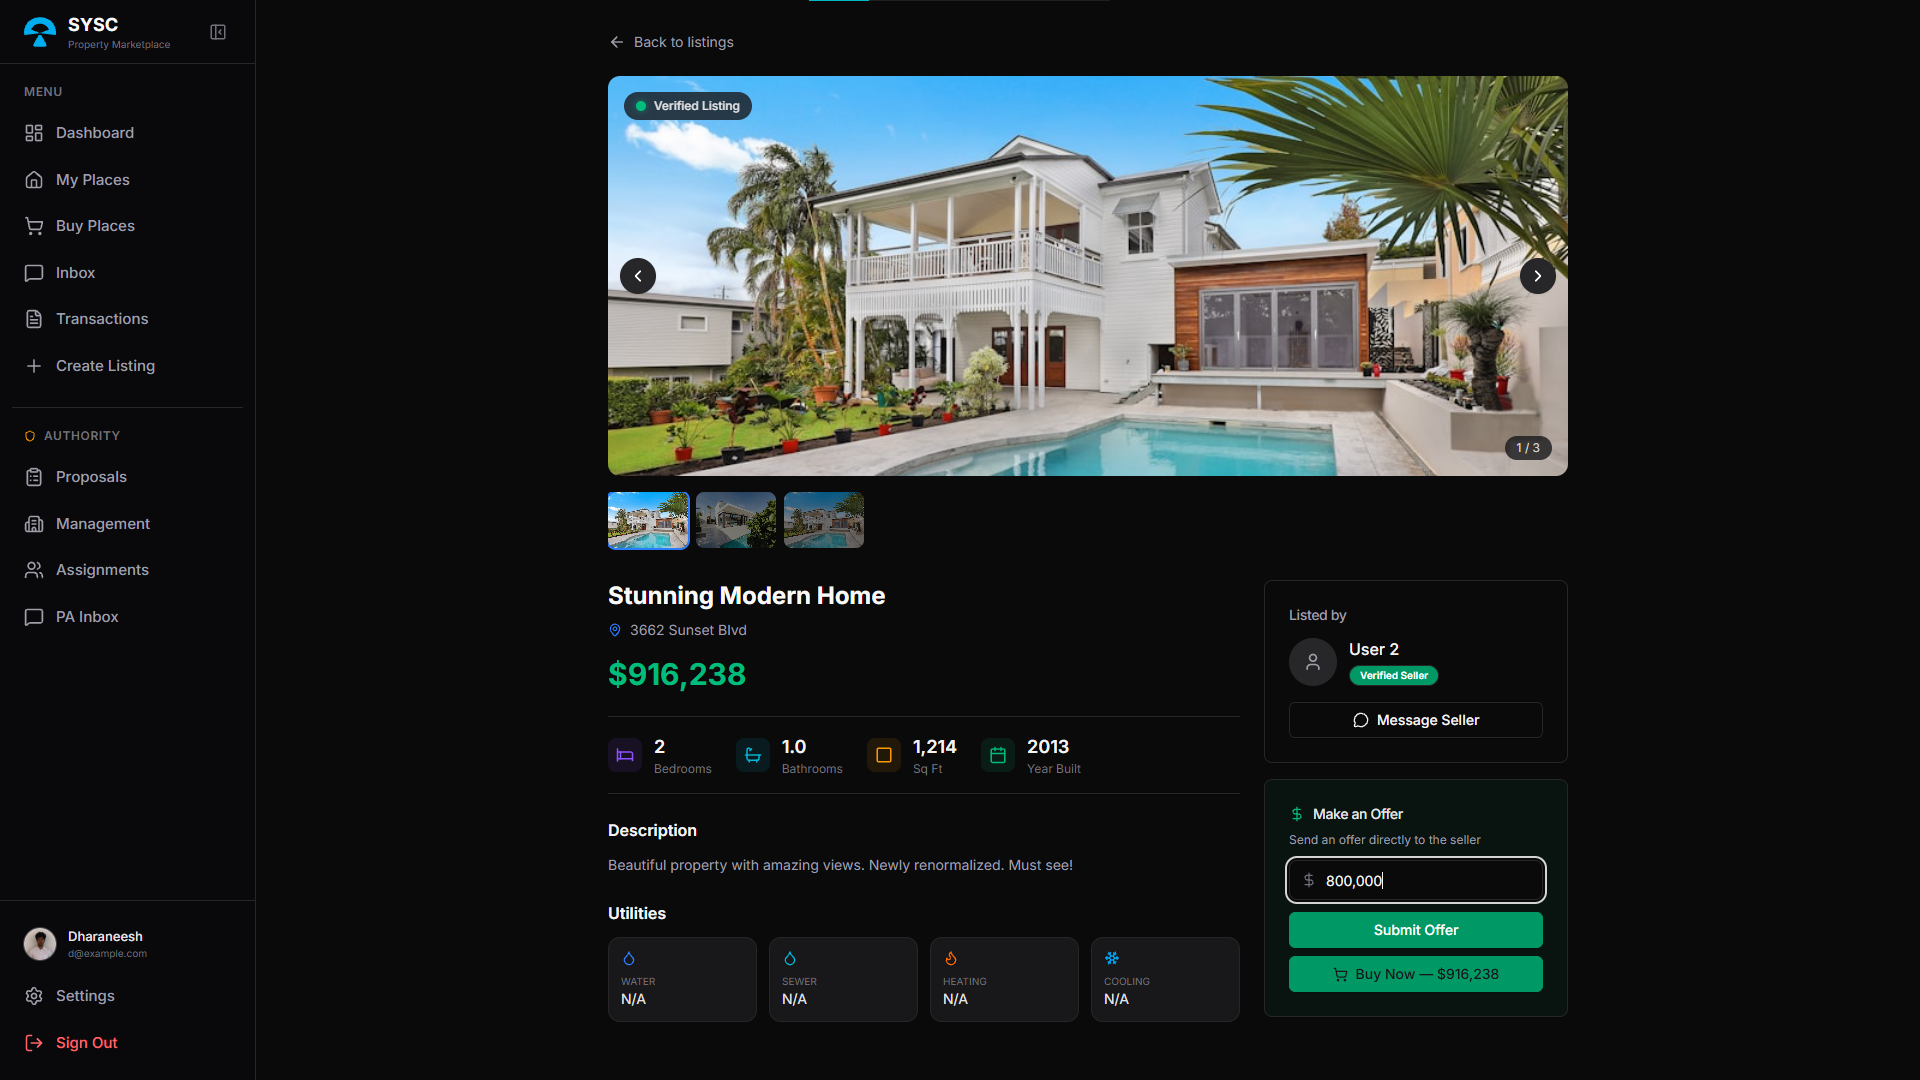 SYSC
Property Marketplace
MENU
Dashboard
My Places
Buy Places
Inbox
Transactions
Create Listing
AUTHORITY
Proposals
Management
Assignments
PA Inbox
Dharaneesh
d@example.com
Settings
Sign Out
Back to listings
Verified Listing
1 / 3
Stunning Modern Home
3662 Sunset Blvd
$916,238
2
Bedrooms
1.0
Bathrooms
1,214
Sq Ft
2013
Year Built
Description
Beautiful property with amazing views. Newly renormalized. Must see!
Utilities
WATER
N/A
SEWER
N/A
HEATING
N/A
COOLING
N/A
Listed by
User 2
Verified Seller
Message Seller
$ Make an Offer
Send an offer directly to the seller
$ 800,000
Submit Offer
Buy Now — $916,238